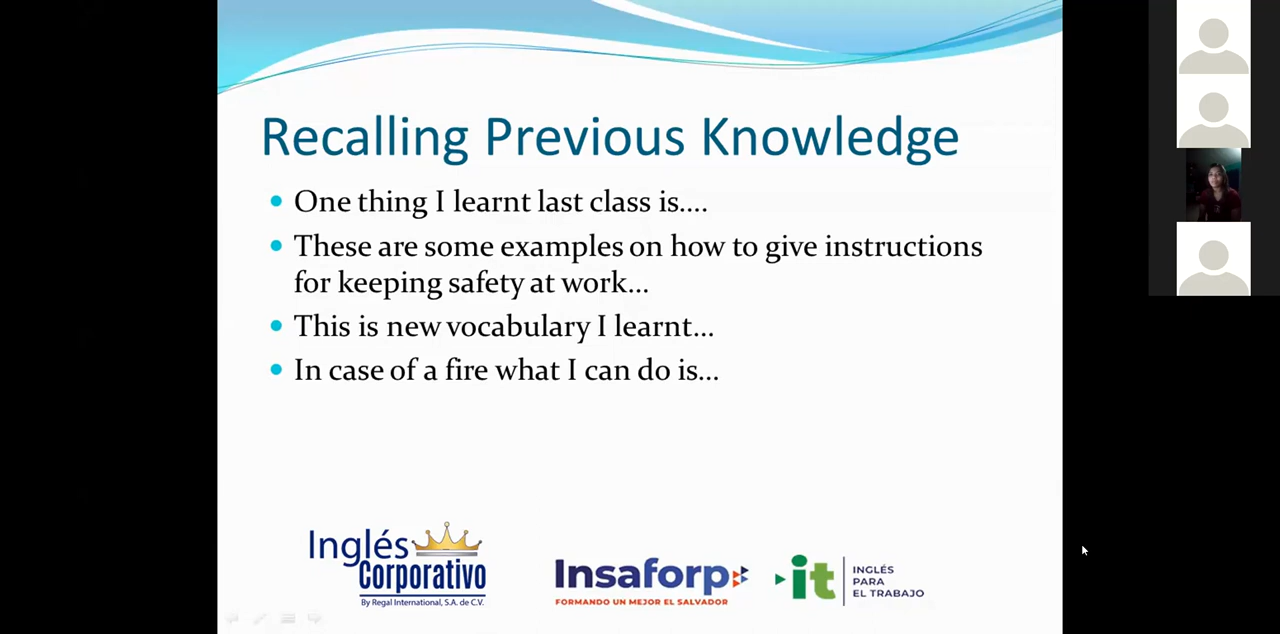 Recalling Previous Knowledge
One thing I learnt last class is....
These are some examples on how to give instructions
for keeping safety at work...
This is new vocabulary I learnt...
In case of a fire what I can do is...
Inglés
Corporativo
By Regal International, S.A. de C.V.
Insaforp
FORMANDO UN MEJOR EL SALVADOR
it
INGLÉS
PARA
EL TRABAJO